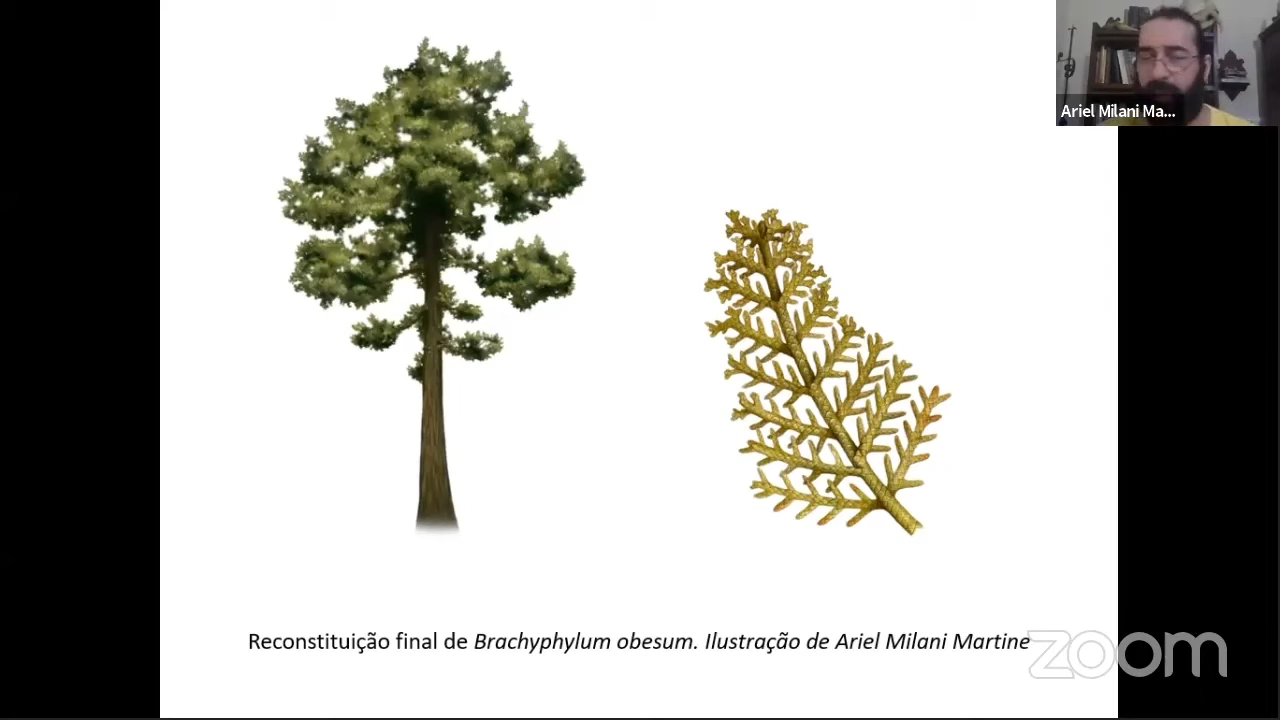 Ariel Milani Ma...
Reconstituição final de Brachyphylum obesum. Ilustração de Ariel Milani Martine
zoom